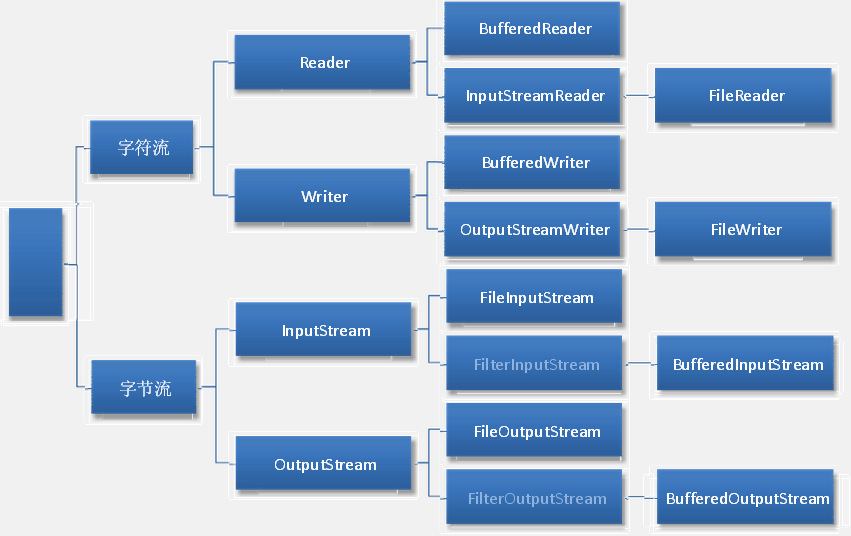 字符流
Reader
BufferedReader
InputStreamReader
FileReader
Writer
BufferedWriter
OutputStreamWriter
FileWriter
字节流
InputStream
FileInputStream
FilterInputStream
BufferedInputStream
OutputStream
FileOutputStream
FilterOutputStream
BufferedOutputStream